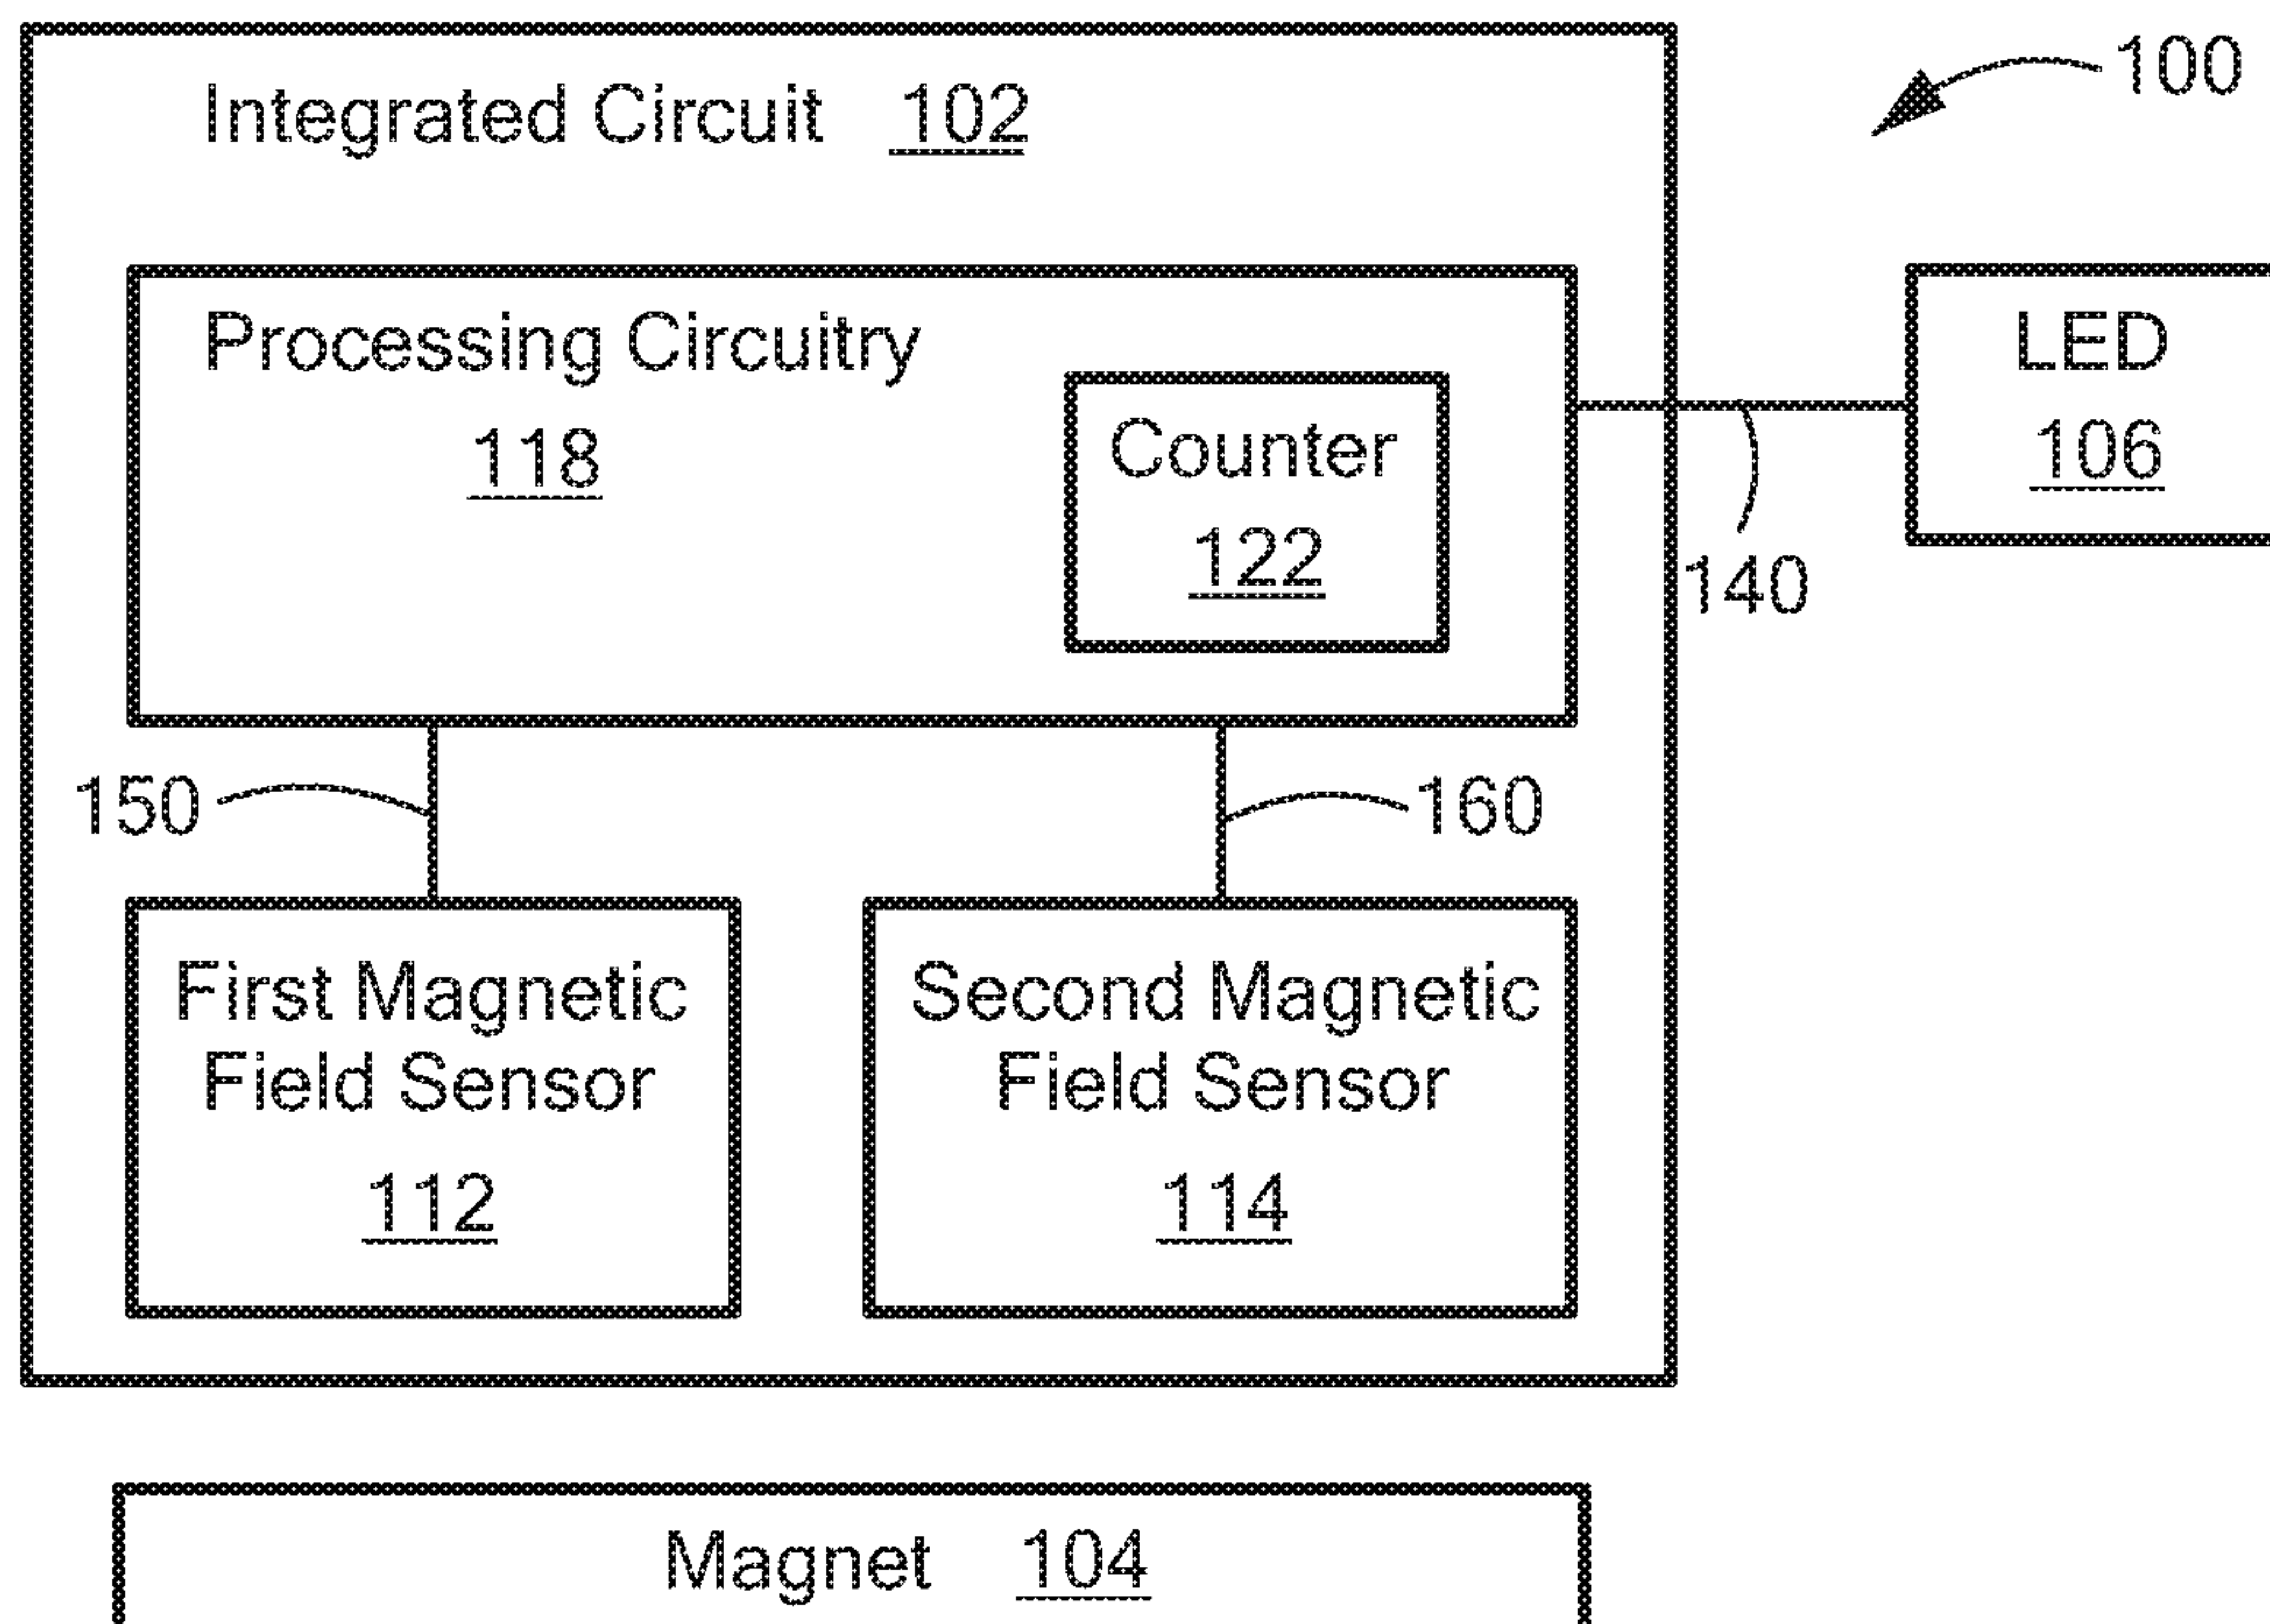 Integrated Circuit 102
100
Processing Circuitry
118
Counter
122
LED
106
140
150
160
First Magnetic
Field Sensor
112
Second Magnetic
Field Sensor
114
Magnet 104